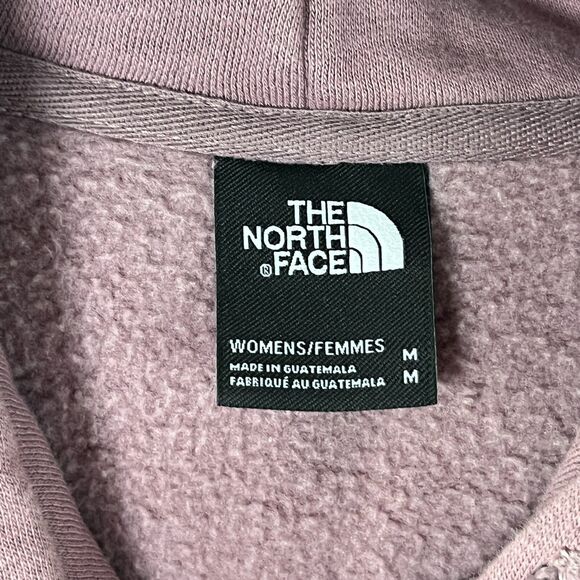 THE
NORTH
®FACE
WOMENS/FEMMES M
MADE IN GUATEMALA
FABRIQUÉ AU GUATEMALA M